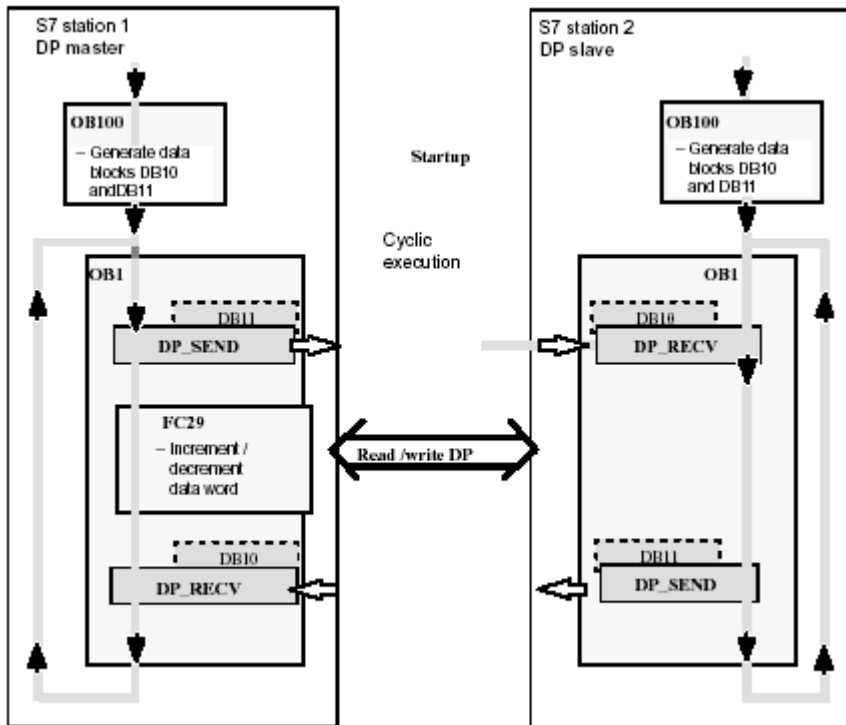 S7 station 1
DP master
OB100
– Generate data
blocks DB10
andDB11
OB1
DB11
DP_SEND
FC29
– Increment /
decrement
data word
DB10
DP_RECV
Startup
Cyclic
execution
Read /write DP
S7 station 2
DP slave
OB100
– Generate data
blocks DB10
and DB11
OB1
DB10
DP_RECV
DB11
DP_SEND